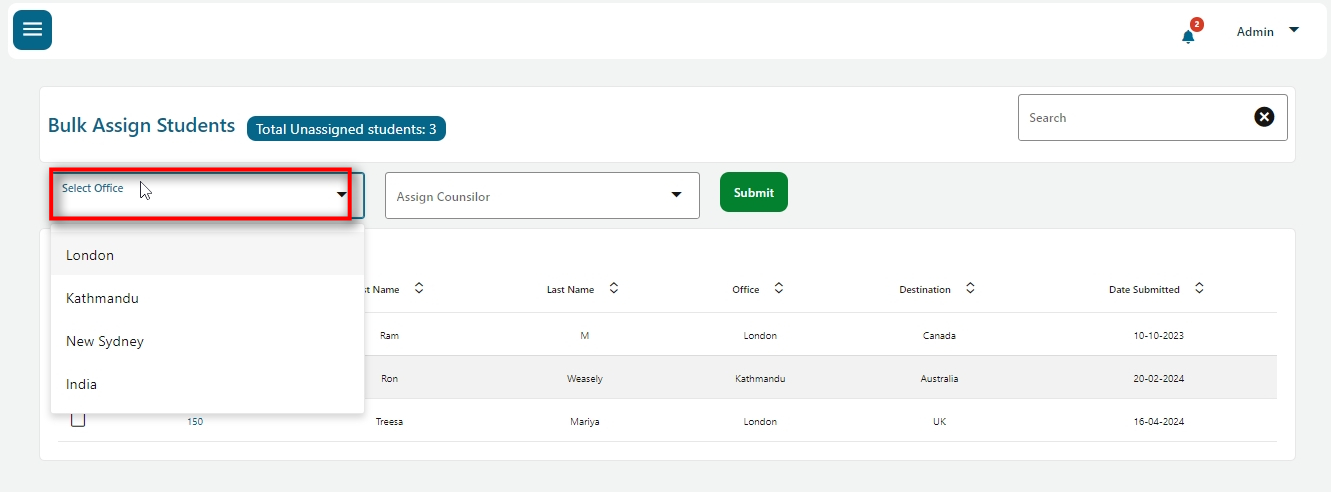 2
Admin
Bulk Assign Students Total Unassigned students: 3
Search
Select Office
Assign Counsilor
Submit
London
Kathmandu
New Sydney
India
t Name Last Name Office Destination Date Submitted
Ram M London Canada 10-10-2023
Ron Weasely Kathmandu Australia 20-02-2024
150 Treesa Mariya London UK 16-04-2024